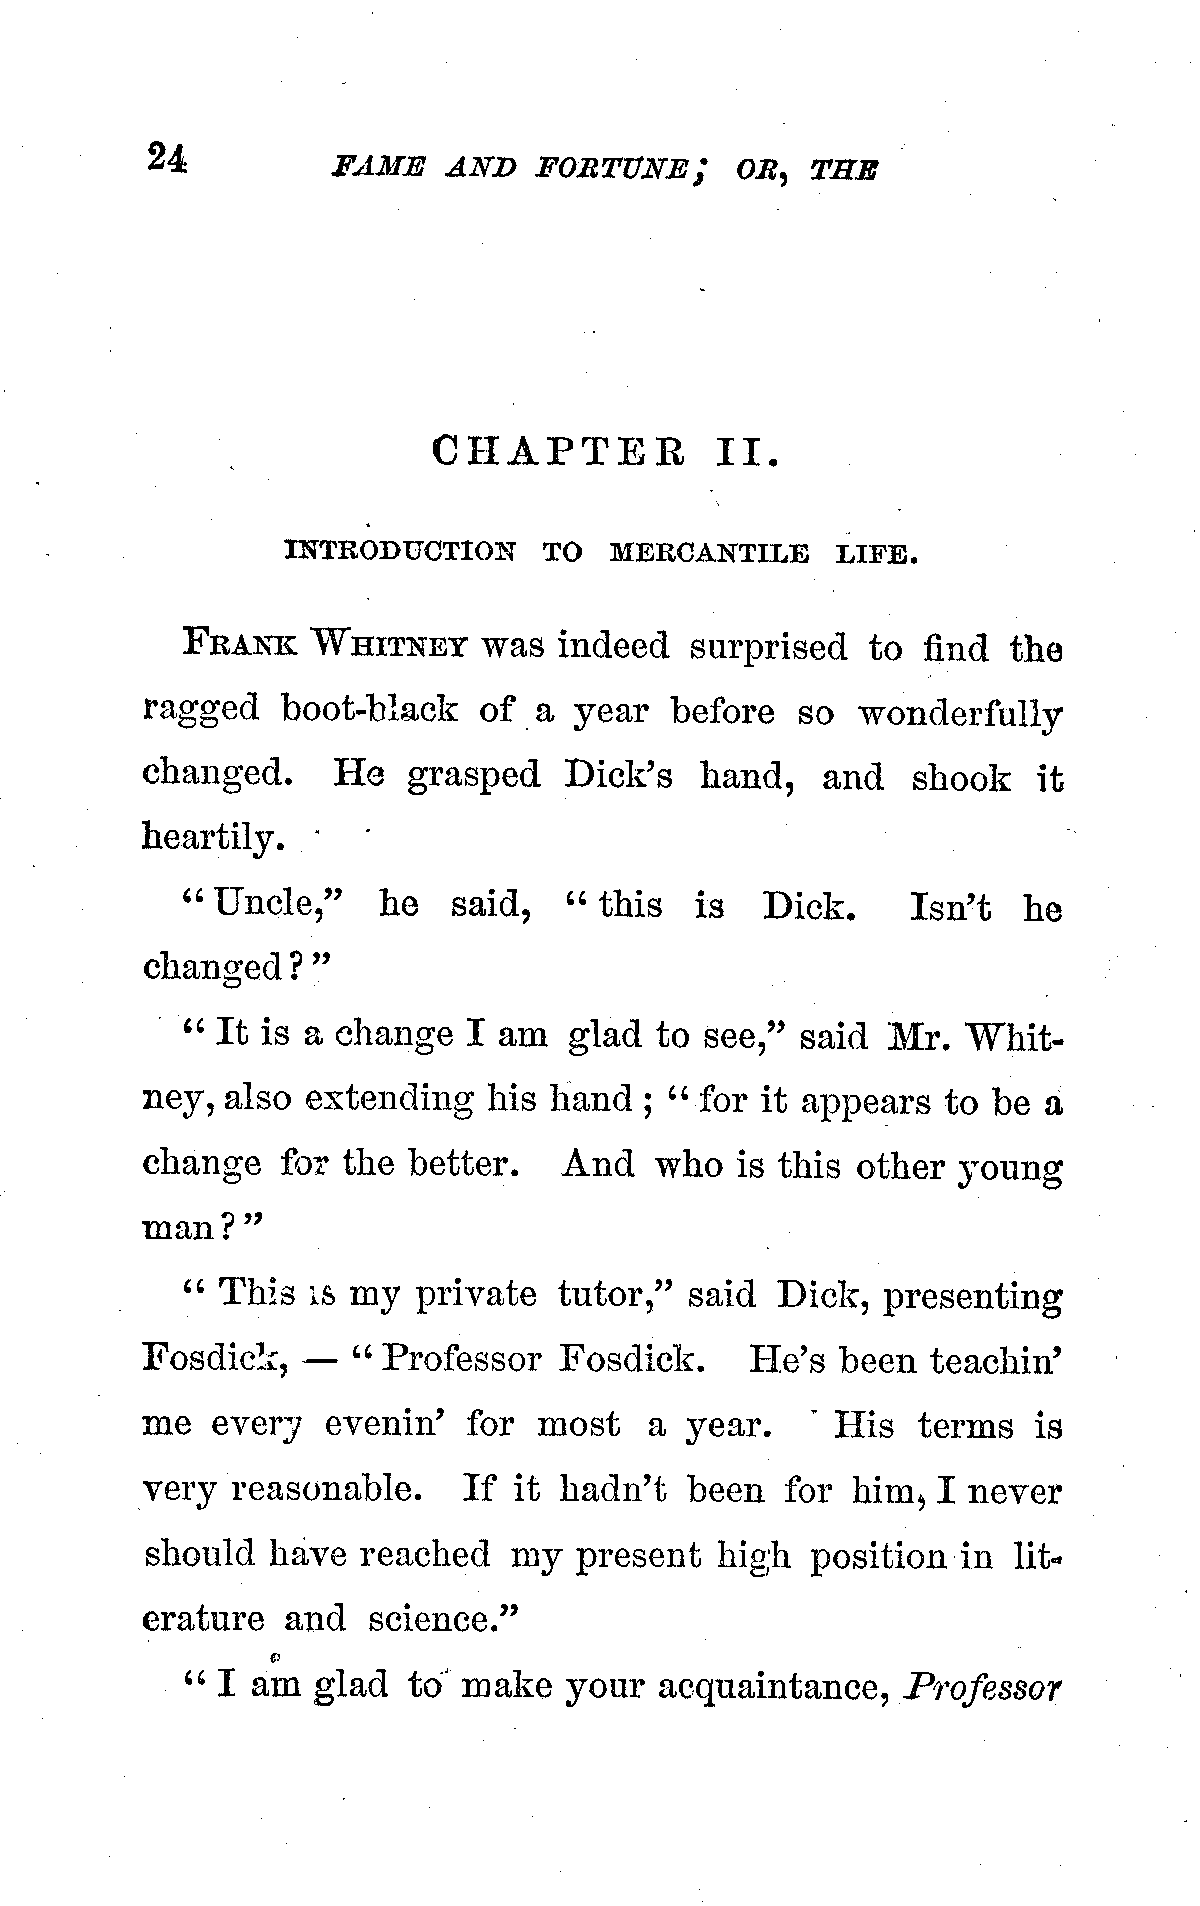 24 FAME AND FORTUNE; OR, THE
CHAPTER II.
INTRODUCTION TO MERCANTILE LIFE.
FRANK WHITNEY was indeed surprised to find the
ragged boot-black of a year before so wonderfully
changed. He grasped Dick's hand, and shook it
heartily.
"Uncle," he said, "this is Dick. Isn't he
changed?"
"It is a change I am glad to see," said Mr. Whit-
ney, also extending his hand; "for it appears to be a
change for the better. And who is this other young
man?"
"This is my private tutor," said Dick, presenting
Fosdick, — "Professor Fosdick. He's been teachin'
me every evenin' for most a year. His terms is
very reasonable. If it hadn't been for him, I never
should have reached my present high position in lit-
erature and science."
"I am glad to make your acquaintance, Professor